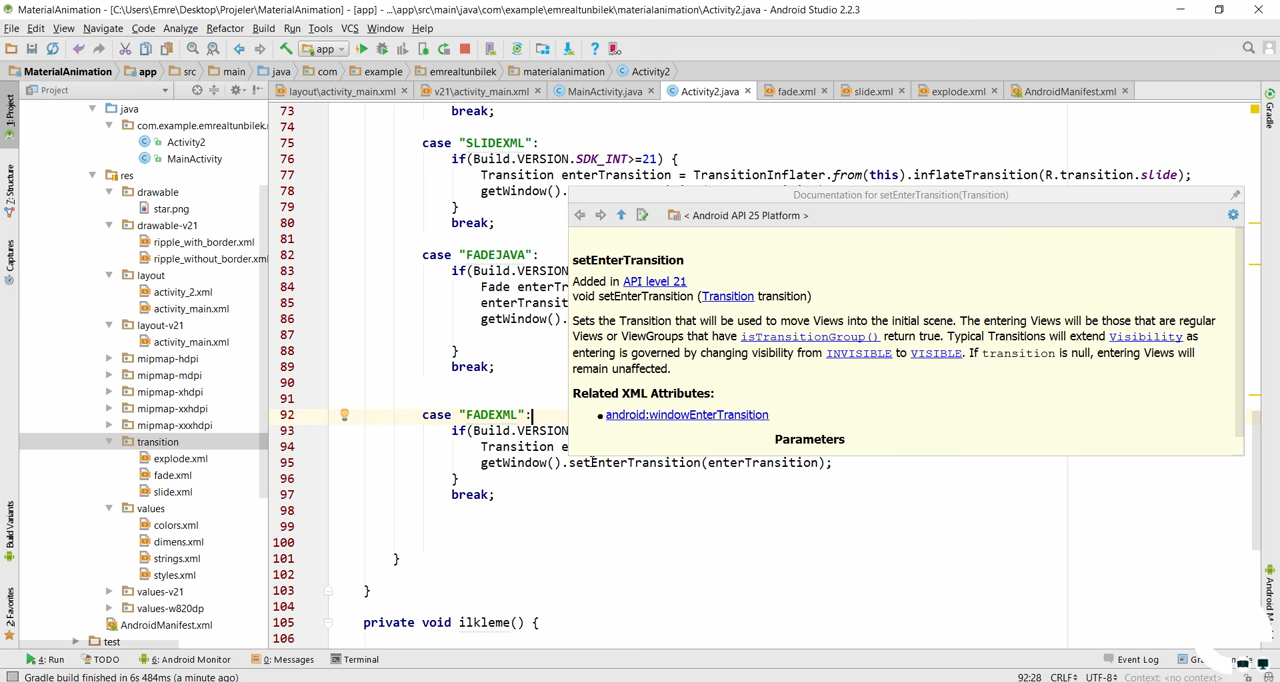 MaterialAnimation - [C:\Users\Emre\Desktop\Projeler\MaterialAnimation] - [app] - ...\app\src\main\java\com\example\emrealtunbilek\materialanimation\Activity2.java - Android Studio 2.2.3
File Edit View Navigate Code Analyze Refactor Build Run Tools VCS Window Help
app
MaterialAnimation app src main java com example emrealtunbilek materialanimation Activity2
Project
layout\activity_main.xml v21\activity_main.xml MainActivity.java Activity2.java fade.xml slide.xml explode.xml AndroidManifest.xml
1: Project
7: Structure
Captures
Build Variants
2: Favorites
java
com.example.emrealtunbilek.
Activity2
MainActivity
res
drawable
star.png
drawable-v21
ripple_with_border.xml
ripple_without_border.xml
layout
activity_2.xml
activity_main.xml
layout-v21
activity_main.xml
mipmap-hdpi
mipmap-mdpi
mipmap-xhdpi
mipmap-xxhdpi
mipmap-xxxhdpi
transition
explode.xml
fade.xml
slide.xml
values
colors.xml
dimens.xml
strings.xml
styles.xml
values-v21
values-w820dp
AndroidManifest.xml
test
73 break;
74
75 case "SLIDEXML":
76 if(Build.VERSION.SDK_INT>=21) {
77 Transition enterTransition = TransitionInflater.from(this).inflateTransition(R.transition.slide);
78 getWindow().
79 }
80 break;
81
82 case "FADEJAVA":
83 if(Build.VERSION
84 Fade enterTr
85 enterTransit
86 getWindow().
87
88 }
89 break;
90
91
92 case "FADEXML":
93 if(Build.VERSION
94 Transition e
95 getWindow().setEnterTransition(enterTransition);
96 }
97 break;
98
99
100
101 }
102
103 }
104
105 private void ilkleme() {
106
Documentation for setEnterTransition(Transition)
< Android API 25 Platform >
setEnterTransition
Added in API level 21
void setEnterTransition (Transition transition)
Sets the Transition that will be used to move Views into the initial scene. The entering Views will be those that are regular
Views or ViewGroups that have isTransitionGroup() return true. Typical Transitions will extend Visibility as
entering is governed by changing visibility from INVISIBLE to VISIBLE. If transition is null, entering Views will
remain unaffected.
Related XML Attributes:
android:windowEnterTransition
Parameters
Gradle
4: Run TODO 6: Android Monitor 0: Messages Terminal Event Log
Gradle build finished in 6s 484ms (a minute ago) 92:28 CRLF UTF-8 Context: <no context>